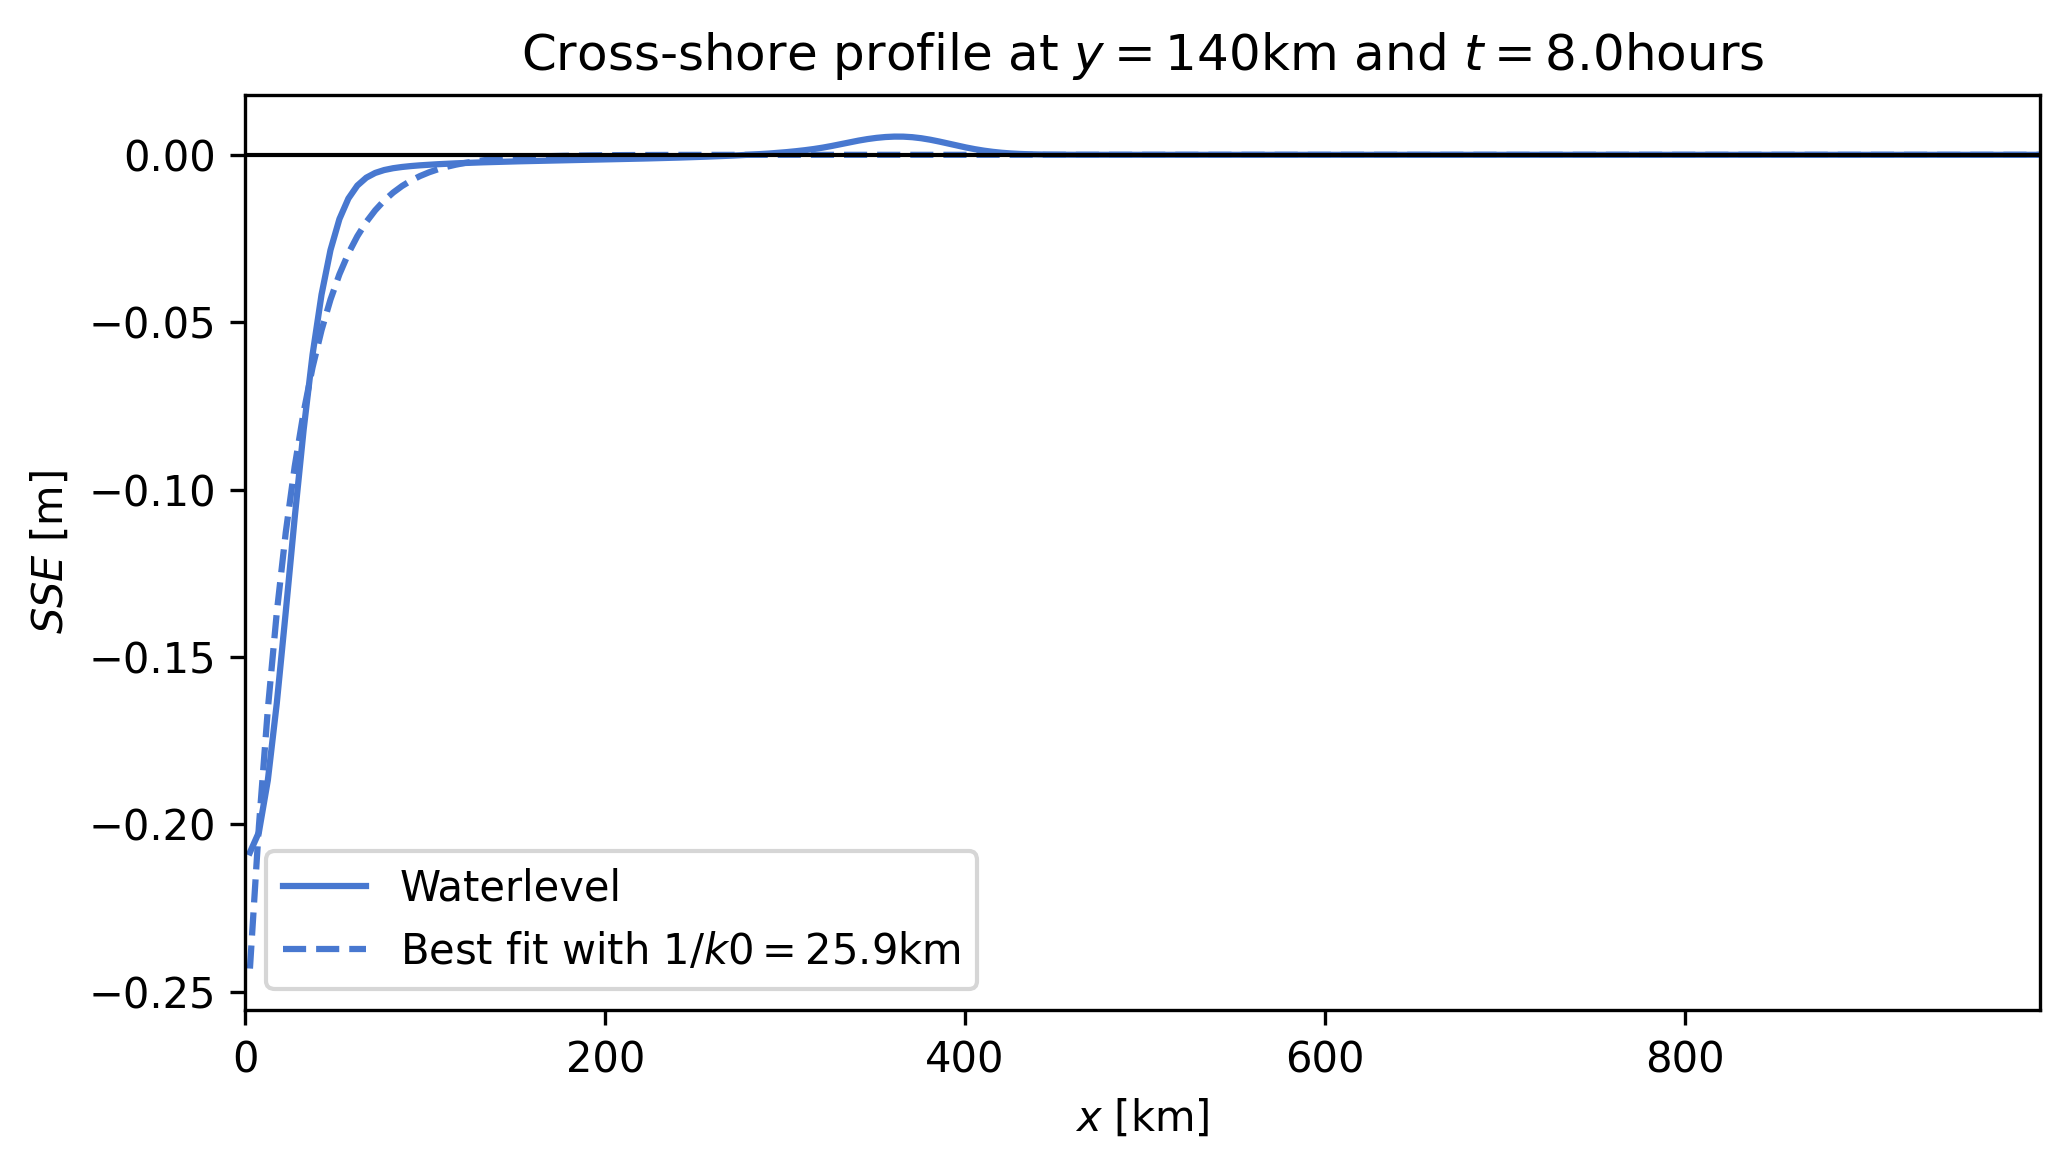 Cross-shore profile at y = 140km and t = 8.0hours
0.00
−0.05
−0.10
−0.15
−0.20
−0.25
SSE [m]
Waterlevel
Best fit with 1/k0 = 25.9km
0 200 400 600 800
x [km]